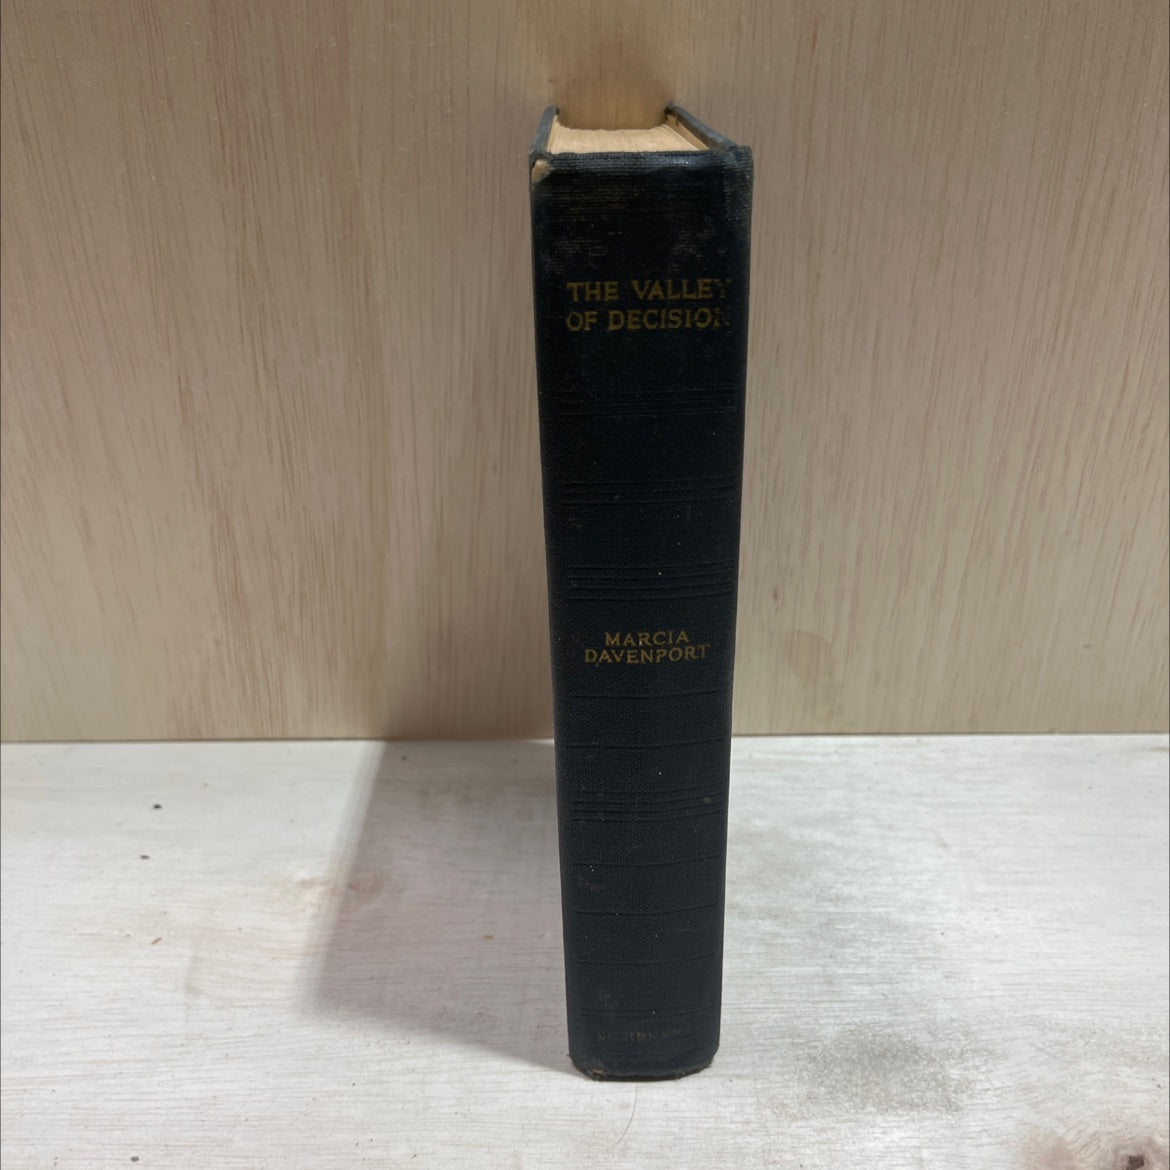 THE VALLEY
OF DECISION
MARCIA
DAVENPORT